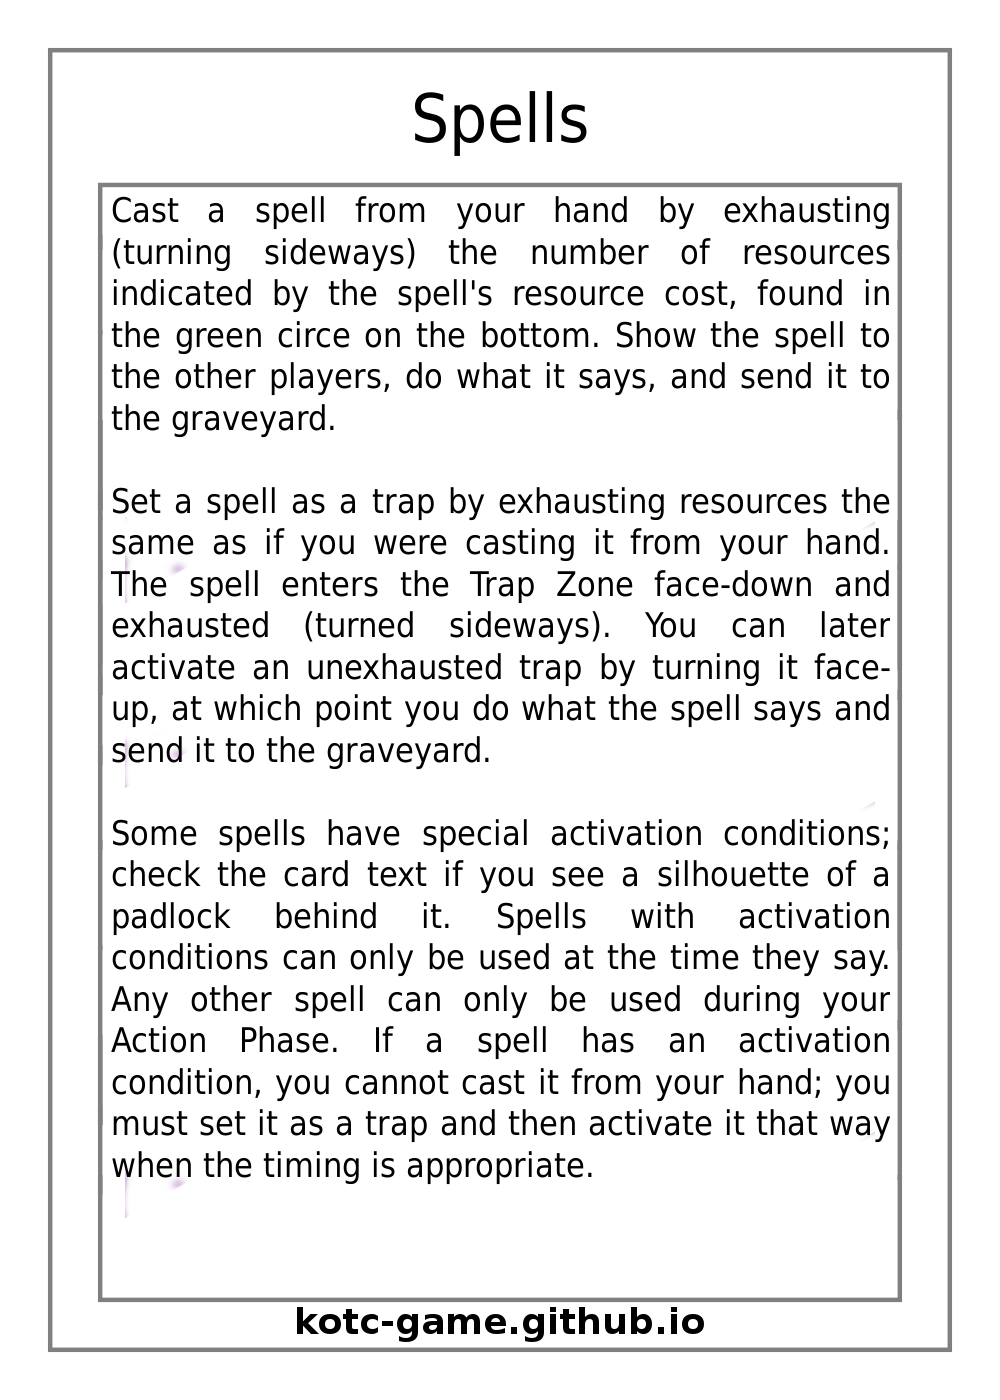 Spells
Cast a spell from your hand by exhausting
(turning sideways) the number of resources
indicated by the spell's resource cost, found in
the green circe on the bottom. Show the spell to
the other players, do what it says, and send it to
the graveyard.
Set a spell as a trap by exhausting resources the
same as if you were casting it from your hand.
The spell enters the Trap Zone face-down and
exhausted (turned sideways). You can later
activate an unexhausted trap by turning it face-
up, at which point you do what the spell says and
send it to the graveyard.
Some spells have special activation conditions;
check the card text if you see a silhouette of a
padlock behind it. Spells with activation
conditions can only be used at the time they say.
Any other spell can only be used during your
Action Phase. If a spell has an activation
condition, you cannot cast it from your hand; you
must set it as a trap and then activate it that way
when the timing is appropriate.
kotc-game.github.io